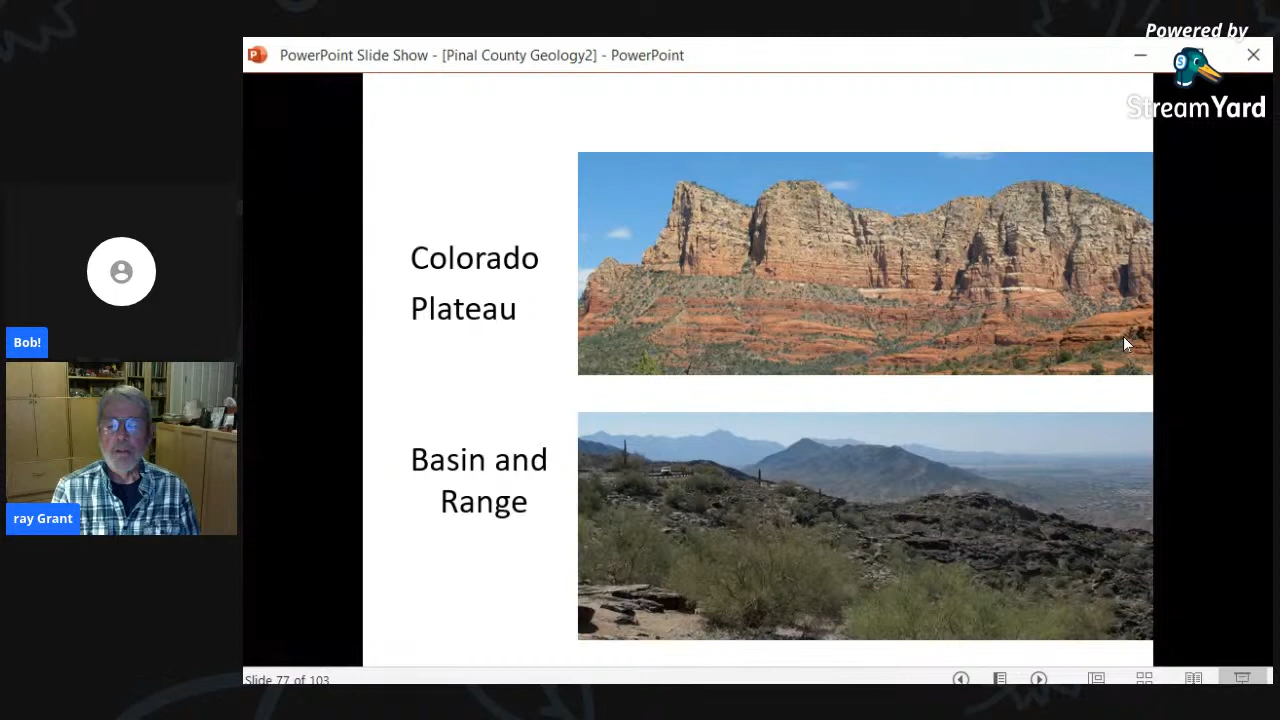 Powered by
StreamYard
PowerPoint Slide Show - [Pinal County Geology2] - PowerPoint
Colorado
Plateau
Basin and
Range
Bob!
ray Grant
Slide 77 of 103